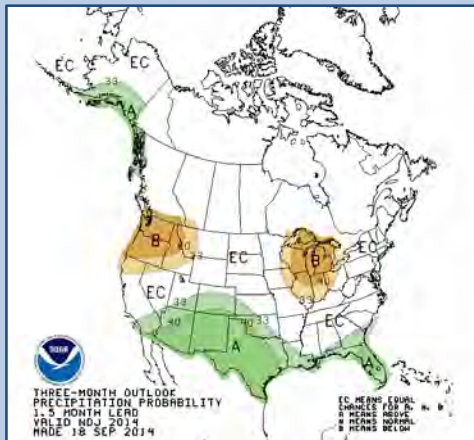 EC
EC
33
A
B
40
33
EC
B
EC
40
33
EC
33
40
40
33
A
EC
A
NOAA
THREE-MONTH OUTLOOK
PRECIPITATION PROBABILITY
1.5 MONTH LEAD
VALID NDJ 2014
MADE 18 SEP 2014
EC MEANS EQUAL
CHANCES FOR A, N, B
A MEANS ABOVE
N MEANS NORMAL
B MEANS BELOW